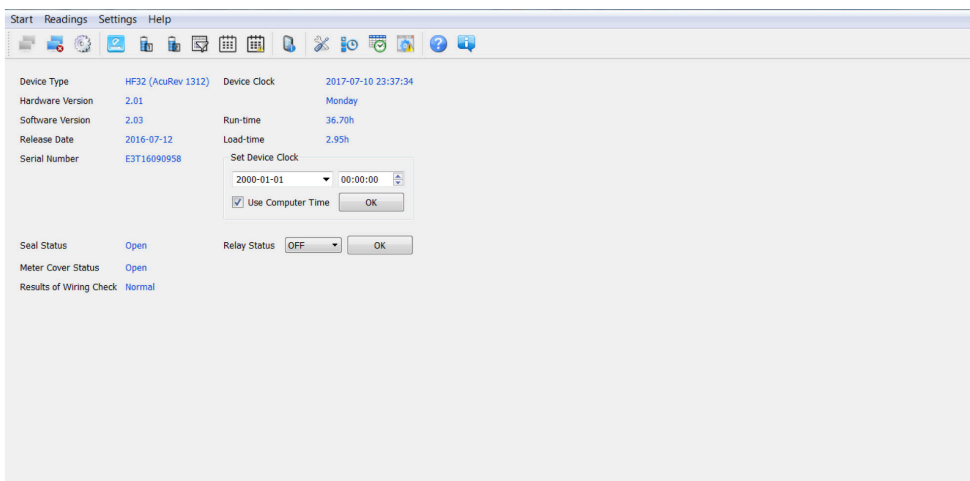 Start Readings Settings Help
Device Type HF32 (AcuRev 1312) Device Clock 2017-07-10 23:37:34
Hardware Version 2.01 Monday
Software Version 2.03 Run-time 36.70h
Release Date 2016-07-12 Load-time 2.95h
Serial Number E3T16090958 Set Device Clock
2000-01-01 00:00:00
Use Computer Time OK
Seal Status Open Relay Status OFF OK
Meter Cover Status Open
Results of Wiring Check Normal